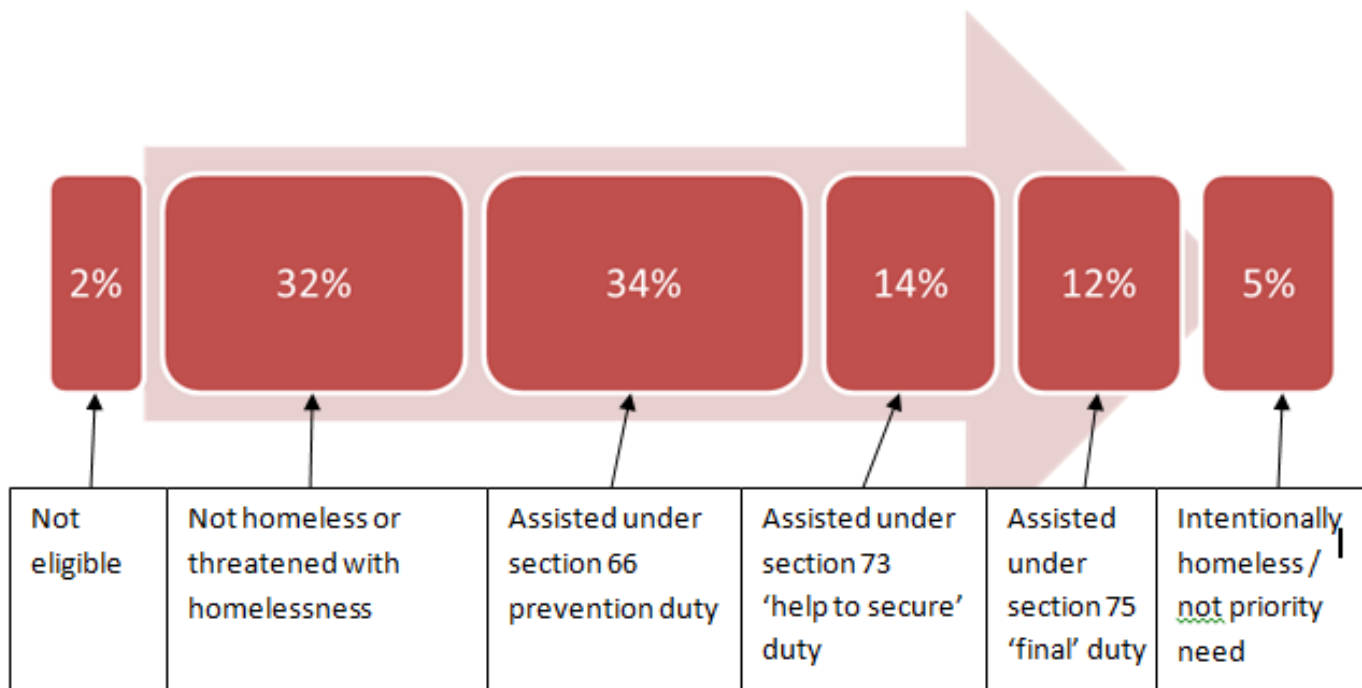 2%
32%
34%
14%
12%
5%
Not
eligible
Not homeless or
threatened with
homelessness
Assisted under
section 66
prevention duty
Assisted under
section 73
‘help to secure’
duty
Assisted
under
section 75
‘final’ duty
Intentionally
homeless /
not priority
need